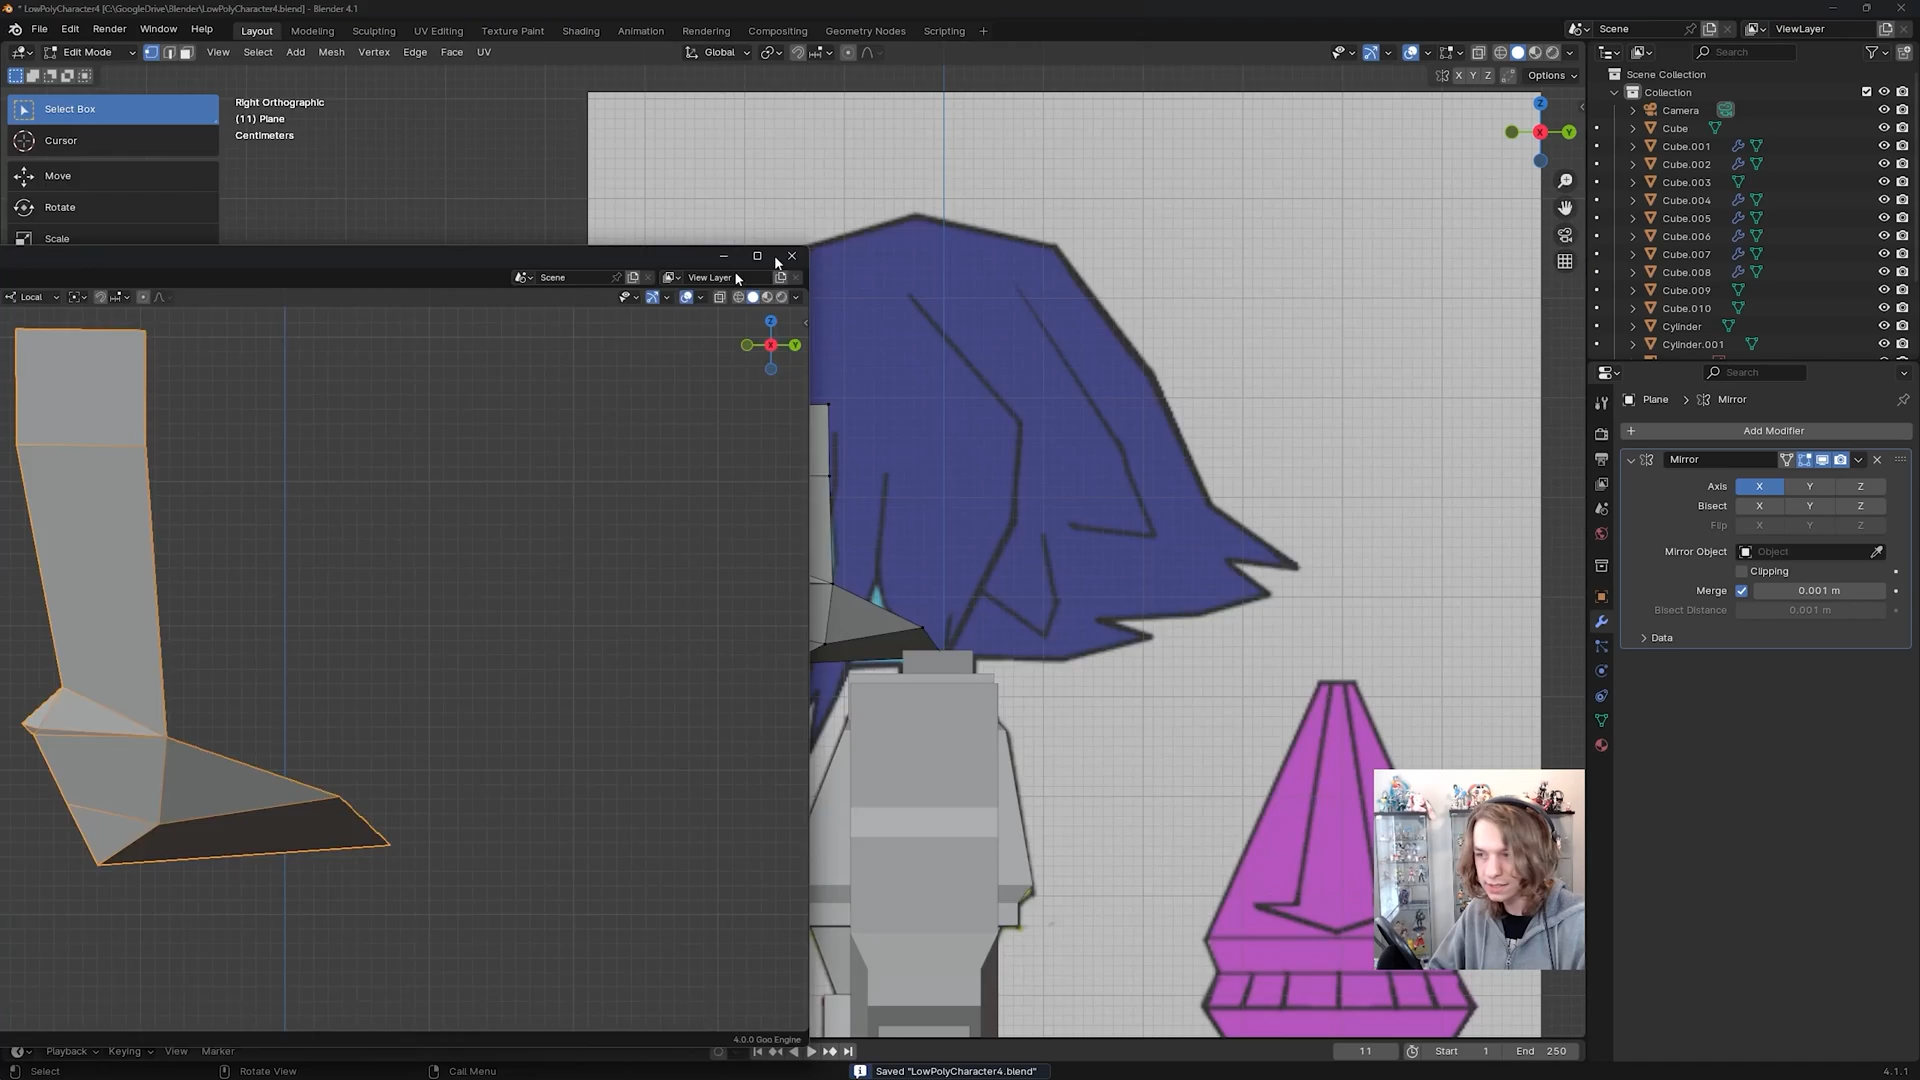 * LowPolyCharacter4 [C:\GoogleDrive\Blender\LowPolyCharacter4.blend] - Blender 4.1
File Edit Render Window Help Layout Modeling Sculpting UV Editing Texture Paint Shading Animation Rendering Compositing Geometry Nodes Scripting Scene ViewLayer
Edit Mode View Select Add Mesh Vertex Edge Face UV Global Search
X Y Z Options
Scene Collection
Collection
Camera
Cube
Cube.001
Cube.002
Cube.003
Cube.004
Cube.005
Cube.006
Cube.007
Cube.008
Cube.009
Cube.010
Cylinder
Cylinder.001
Select Box
Cursor
Move
Rotate
Scale
Right Orthographic
(11) Plane
Centimeters
Z
X Y
Scene View Layer
Local
Z
X Y
4.0.0 Goo Engine
Search
Plane > Mirror
Add Modifier
Mirror
Axis X Y Z
Bisect X Y Z
Flip X Y Z
Mirror Object Object
Clipping
Merge 0.001 m
Bisect Distance 0.001 m
Data
Playback Keying View Marker 11 Start 1 End 250
Select Rotate View Call Menu Saved "LowPolyCharacter4.blend" 4.1.1